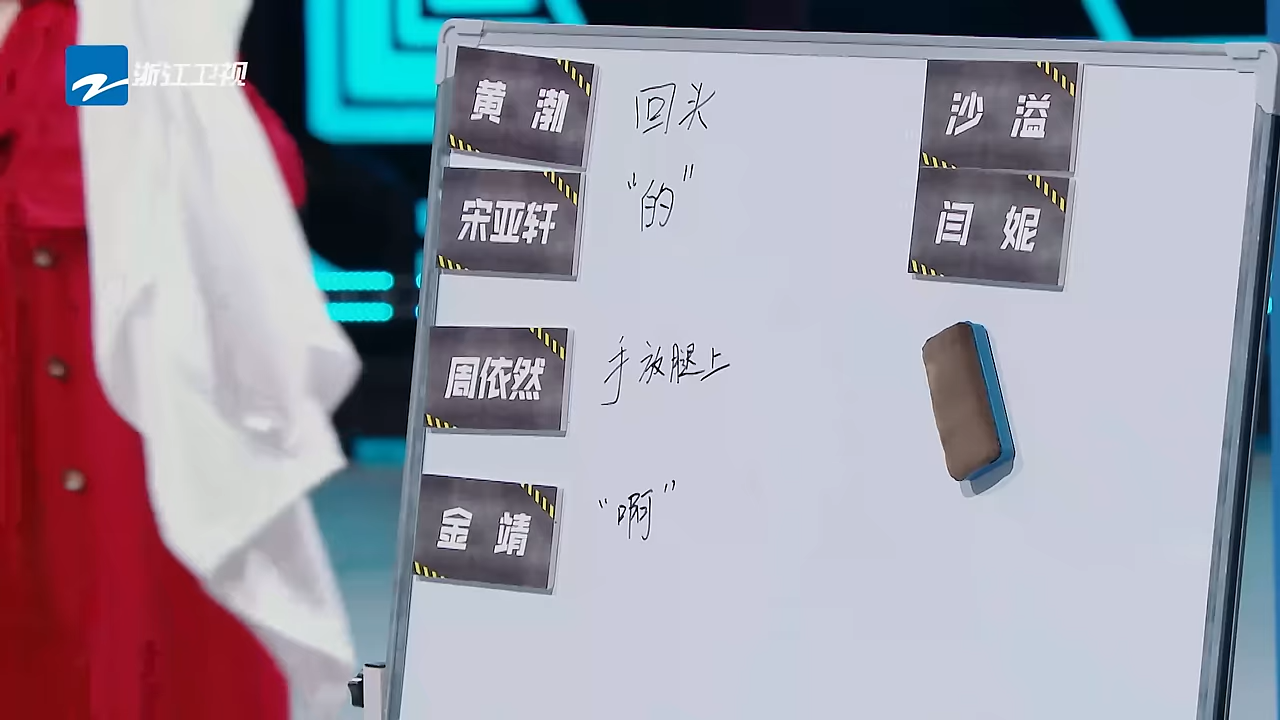 浙江卫视
黄渤 回头 沙溢
宋亚轩 “的” 闫妮
周依然 手放腿上
金靖 “啊”